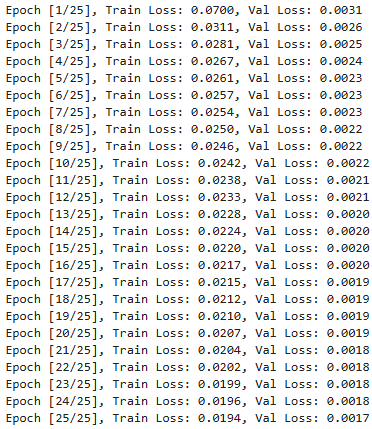 Epoch [1/25], Train Loss: 0.0700, Val Loss: 0.0031
Epoch [2/25], Train Loss: 0.0311, Val Loss: 0.0026
Epoch [3/25], Train Loss: 0.0281, Val Loss: 0.0025
Epoch [4/25], Train Loss: 0.0267, Val Loss: 0.0024
Epoch [5/25], Train Loss: 0.0261, Val Loss: 0.0023
Epoch [6/25], Train Loss: 0.0257, Val Loss: 0.0023
Epoch [7/25], Train Loss: 0.0254, Val Loss: 0.0023
Epoch [8/25], Train Loss: 0.0250, Val Loss: 0.0022
Epoch [9/25], Train Loss: 0.0246, Val Loss: 0.0022
Epoch [10/25], Train Loss: 0.0242, Val Loss: 0.0022
Epoch [11/25], Train Loss: 0.0238, Val Loss: 0.0021
Epoch [12/25], Train Loss: 0.0233, Val Loss: 0.0021
Epoch [13/25], Train Loss: 0.0228, Val Loss: 0.0020
Epoch [14/25], Train Loss: 0.0224, Val Loss: 0.0020
Epoch [15/25], Train Loss: 0.0220, Val Loss: 0.0020
Epoch [16/25], Train Loss: 0.0217, Val Loss: 0.0020
Epoch [17/25], Train Loss: 0.0215, Val Loss: 0.0019
Epoch [18/25], Train Loss: 0.0212, Val Loss: 0.0019
Epoch [19/25], Train Loss: 0.0210, Val Loss: 0.0019
Epoch [20/25], Train Loss: 0.0207, Val Loss: 0.0019
Epoch [21/25], Train Loss: 0.0204, Val Loss: 0.0018
Epoch [22/25], Train Loss: 0.0202, Val Loss: 0.0018
Epoch [23/25], Train Loss: 0.0199, Val Loss: 0.0018
Epoch [24/25], Train Loss: 0.0196, Val Loss: 0.0018
Epoch [25/25], Train Loss: 0.0194, Val Loss: 0.0017